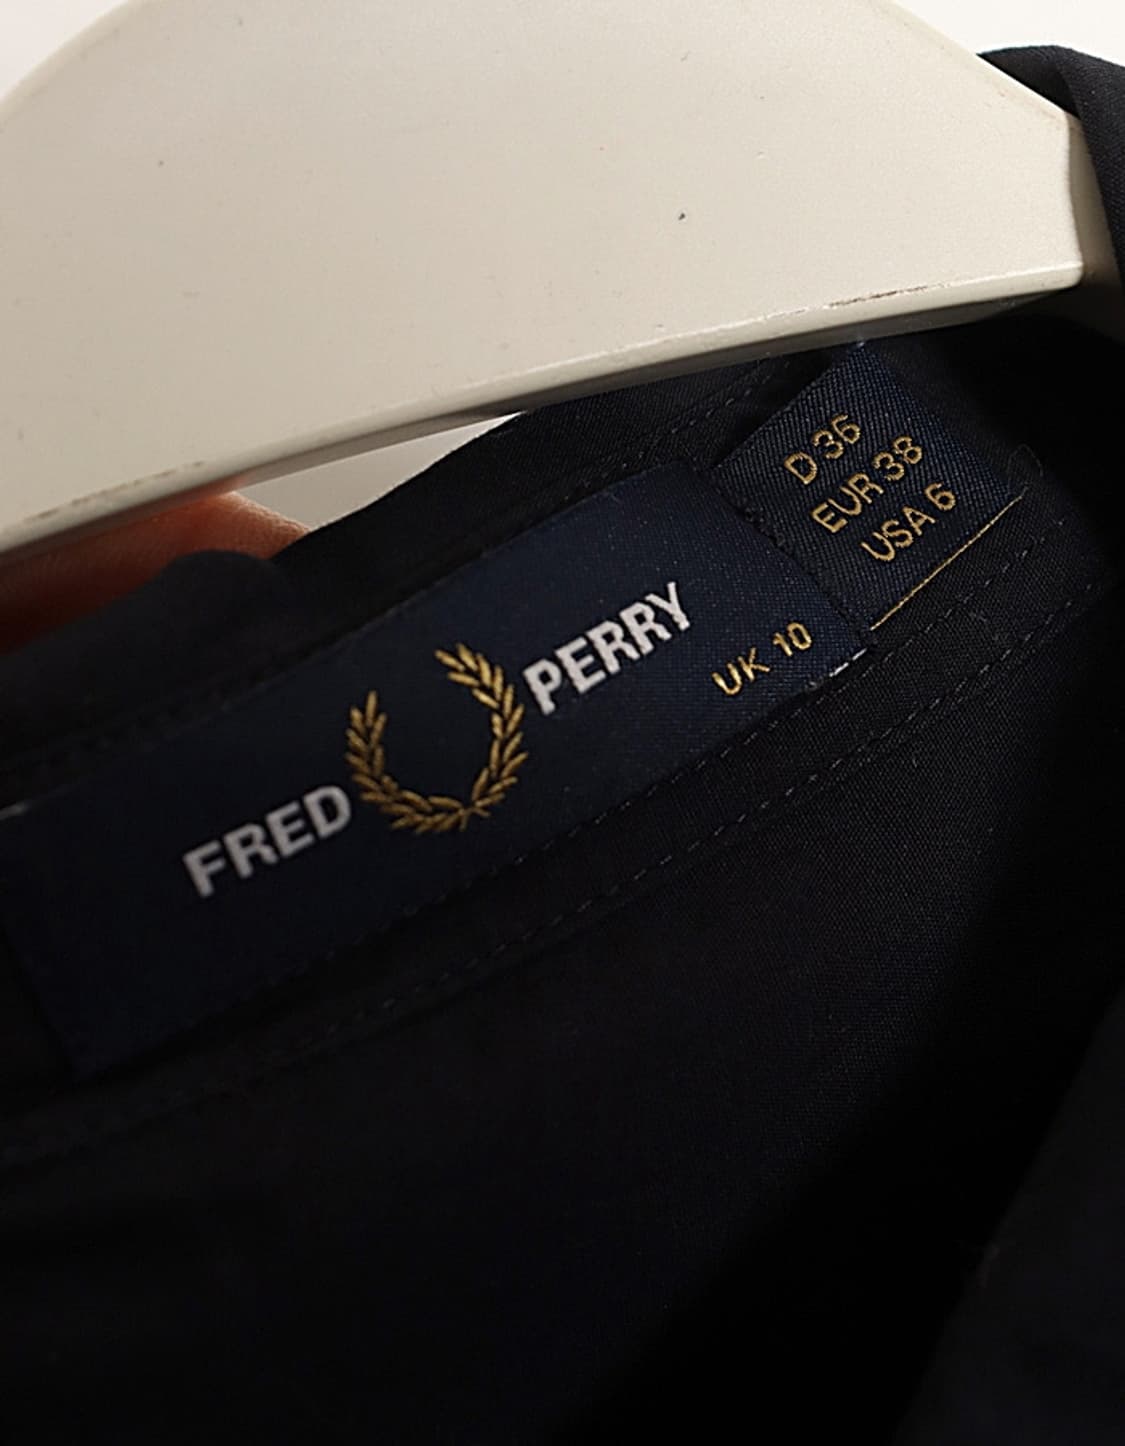 FRED PERRY
UK 10
D 36
EUR 38
USA 6